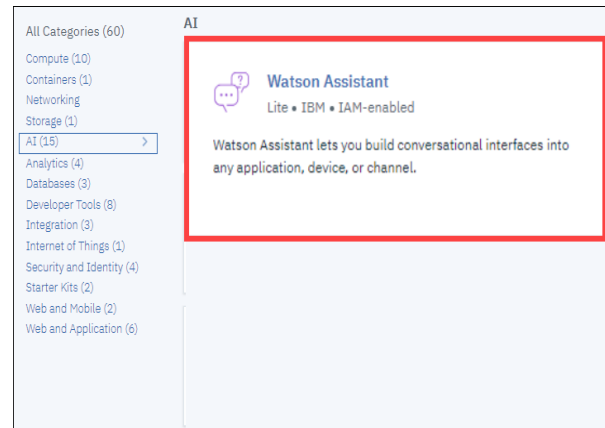 All Categories (60)
Compute (10)
Containers (1)
Networking
Storage (1)
AI (15)
Analytics (4)
Databases (3)
Developer Tools (8)
Integration (3)
Internet of Things (1)
Security and Identity (4)
Starter Kits (2)
Web and Mobile (2)
Web and Application (6)
AI
Watson Assistant
Lite • IBM • IAM-enabled
Watson Assistant lets you build conversational interfaces into
any application, device, or channel.